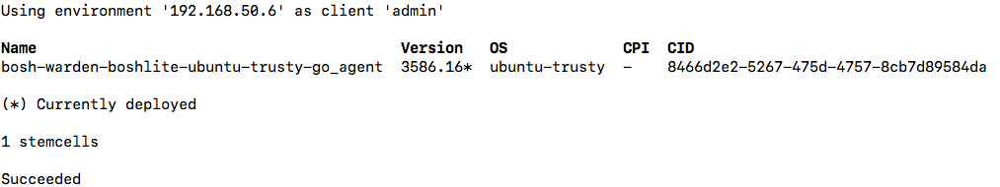 Using environment '192.168.50.6' as client 'admin'
Name Version OS CPI CID
bosh-warden-boshlite-ubuntu-trusty-go_agent 3586.16* ubuntu-trusty - 8466d2e2-5267-475d-4757-8cb7d89584da
(*) Currently deployed
1 stemcells
Succeeded